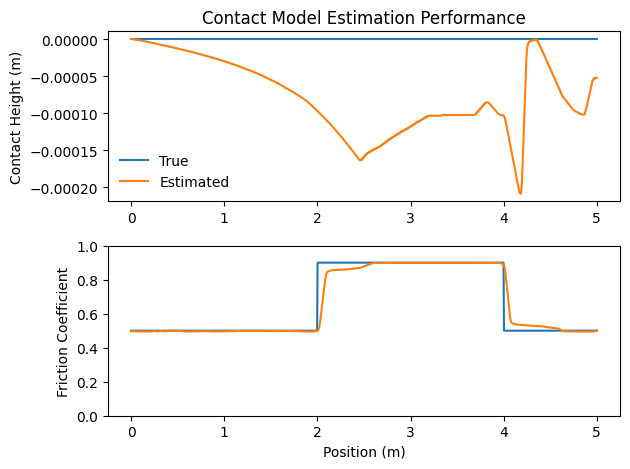 Contact Model Estimation Performance
Contact Height (m)
0.00000
−0.00005
−0.00010
−0.00015
−0.00020
True
Estimated
0 1 2 3 4 5
Friction Coefficient
1.0
0.8
0.6
0.4
0.2
0.0
0 1 2 3 4 5
Position (m)